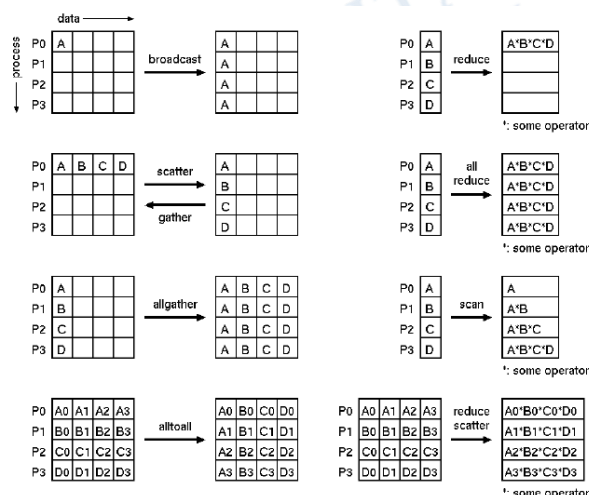 data
process
P0 A
P1
P2
P3
broadcast
A
A
A
A
P0 A
P1 B
P2 C
P3 D
reduce
A*B*C*D
*: some operator
P0 A B C D
P1
P2
P3
scatter
gather
A
B
C
D
P0 A
P1 B
P2 C
P3 D
all
reduce
A*B*C*D
A*B*C*D
A*B*C*D
A*B*C*D
*: some operator
P0 A
P1 B
P2 C
P3 D
allgather
A B C D
A B C D
A B C D
A B C D
P0 A
P1 B
P2 C
P3 D
scan
A
A*B
A*B*C
A*B*C*D
*: some operator
P0 A0 A1 A2 A3
P1 B0 B1 B2 B3
P2 C0 C1 C2 C3
P3 D0 D1 D2 D3
alltoall
A0 B0 C0 D0
A1 B1 C1 D1
A2 B2 C2 D2
A3 B3 C3 D3
P0 A0 A1 A2 A3
P1 B0 B1 B2 B3
P2 C0 C1 C2 C3
P3 D0 D1 D2 D3
reduce
scatter
A0*B0*C0*D0
A1*B1*C1*D1
A2*B2*C2*D2
A3*B3*C3*D3
*: some operator